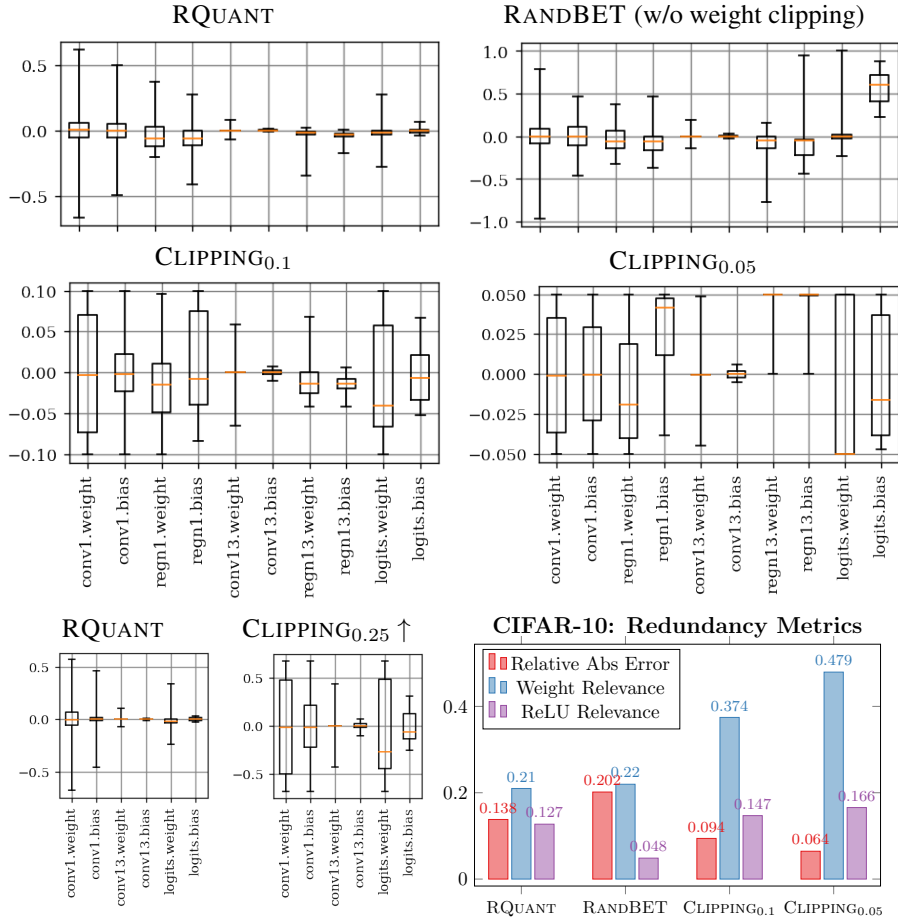 RQUANT
RANDBET (w/o weight clipping)
0.5
0.0
−0.5
1.0
0.5
0.0
−0.5
−1.0
CLIPPING0.1
CLIPPING0.05
0.10
0.05
0.00
−0.05
−0.10
0.050
0.025
0.000
−0.025
−0.050
conv1.weight
conv1.bias
regn1.weight
regn1.bias
conv13.weight
conv13.bias
regn13.weight
regn13.bias
logits.weight
logits.bias
conv1.weight
conv1.bias
regn1.weight
regn1.bias
conv13.weight
conv13.bias
regn13.weight
regn13.bias
logits.weight
logits.bias
RQUANT
0.5
0.0
−0.5
conv1.weight
conv1.bias
conv13.weight
conv13.bias
logits.weight
logits.bias
CLIPPING0.25 ↑
0.5
0.0
−0.5
conv1.weight
conv1.bias
conv13.weight
conv13.bias
logits.weight
logits.bias
CIFAR-10: Redundancy Metrics
Relative Abs Error
Weight Relevance
ReLU Relevance
0.4
0.2
0
0.138
0.21
0.127
0.202
0.22
0.048
0.094
0.374
0.147
0.064
0.479
0.166
RQUANT
RANDBET
CLIPPING0.1
CLIPPING0.05